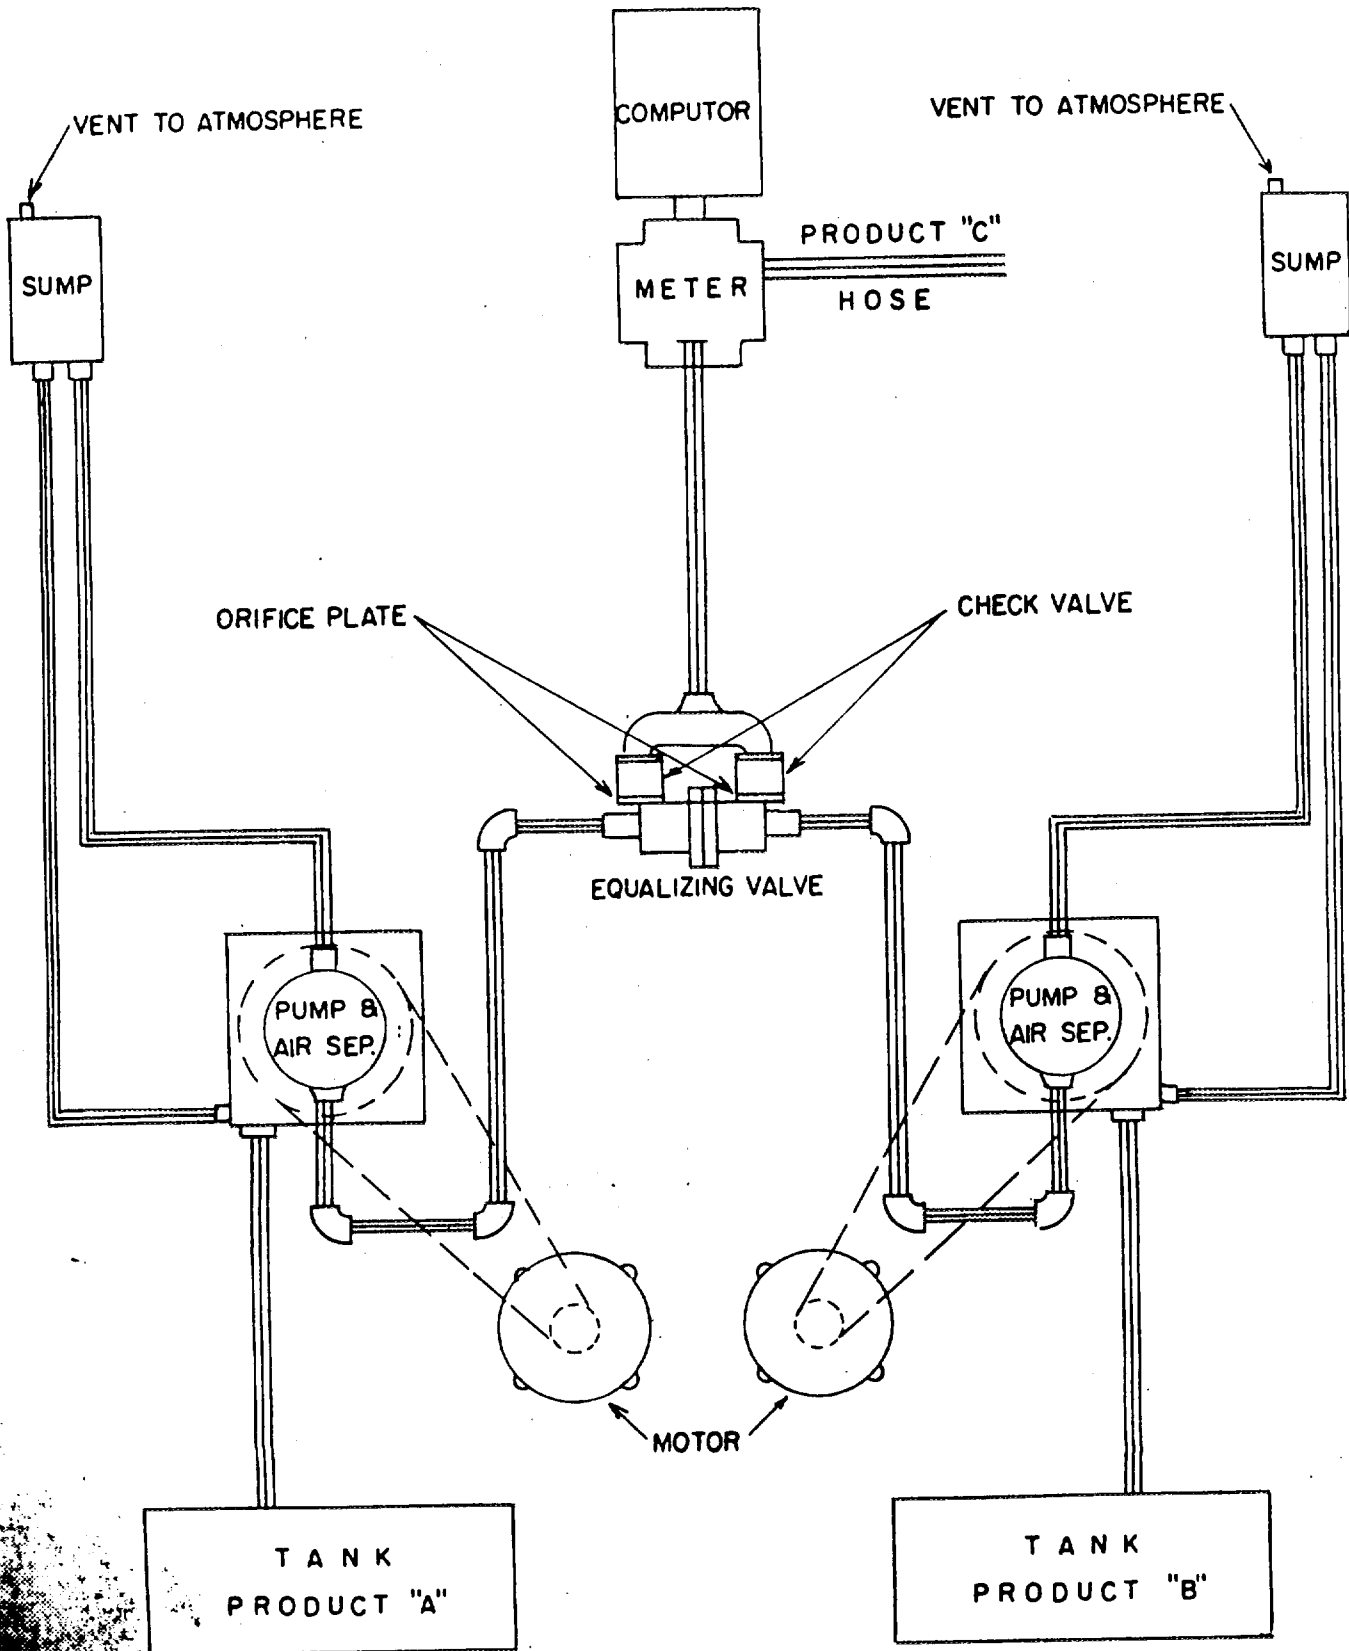 COMPUTOR
VENT TO ATMOSPHERE
VENT TO ATMOSPHERE
SUMP
PRODUCT "C"
HOSE
METER
SUMP
ORIFICE PLATE
CHECK VALVE
EQUALIZING VALVE
PUMP &
AIR SEP.
PUMP &
AIR SEP.
MOTOR
TANK
PRODUCT "A"
TANK
PRODUCT "B"